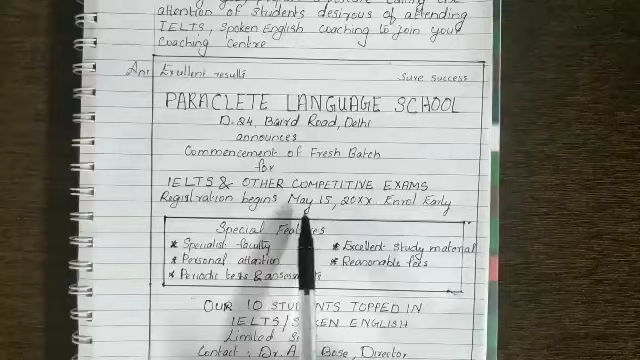 attention of students desirous of attending
IELTS, Spoken English coaching to join your
Coaching Centre
Ans Exullent results Sure success
PARACLETE LANGUAGE SCHOOL
D-24, Baird Road, Delhi
announces
Commencement of Fresh Batch
for
IELTS & OTHER COMPETITIVE EXAMS
Registration begins May 15, 20XX Enrol Early
Special Features
* Specialist faculty * Excellent study material
* Personal attention * Reasonable fees
* Periodic tests & assessments
OUR 10 STUDENTS TOPPED IN
IELTS/SPOKEN ENGLISH
Limited
Contact: Dr. A Bose, Director